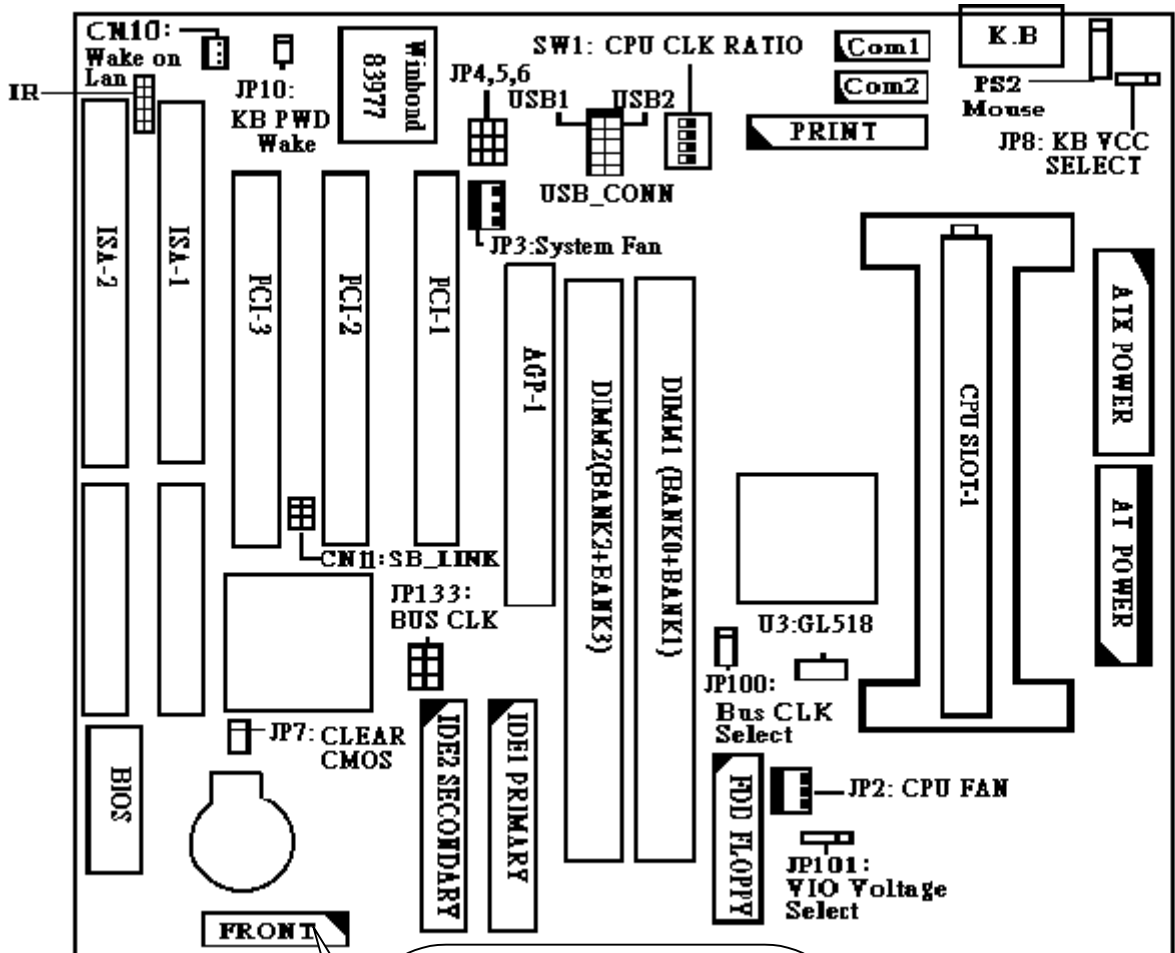 CN10:
Wake on
Lan
IR
JP10:
KB PWD
Wake
Winbond
83977
JP4,5,6
SW1: CPU CLK RATIO
USB1
USB2
USB_CONN
Com1
Com2
PRINT
K.B
PS2
Mouse
JP8: KB VCC
SELECT
JP3:System Fan
ISA-2
ISA-1
PCI-3
PCI-2
PCI-1
AGP-1
DIMM2(BANK2+BANK3)
DIMM1 (BANK0+BANK1)
CPU SLOT-1
ATX POWER
AT POWER
CN11:SB_LINK
JP133:
BUS CLK
U3:GL518
JP100:
Bus CLK
Select
JP7: CLEAR
CMOS
BIOS
IDE2 SECONDARY
IDE1 PRIMARY
FDD FLOPPY
JP2: CPU FAN
JP101:
VIO Voltage
Select
FRONT